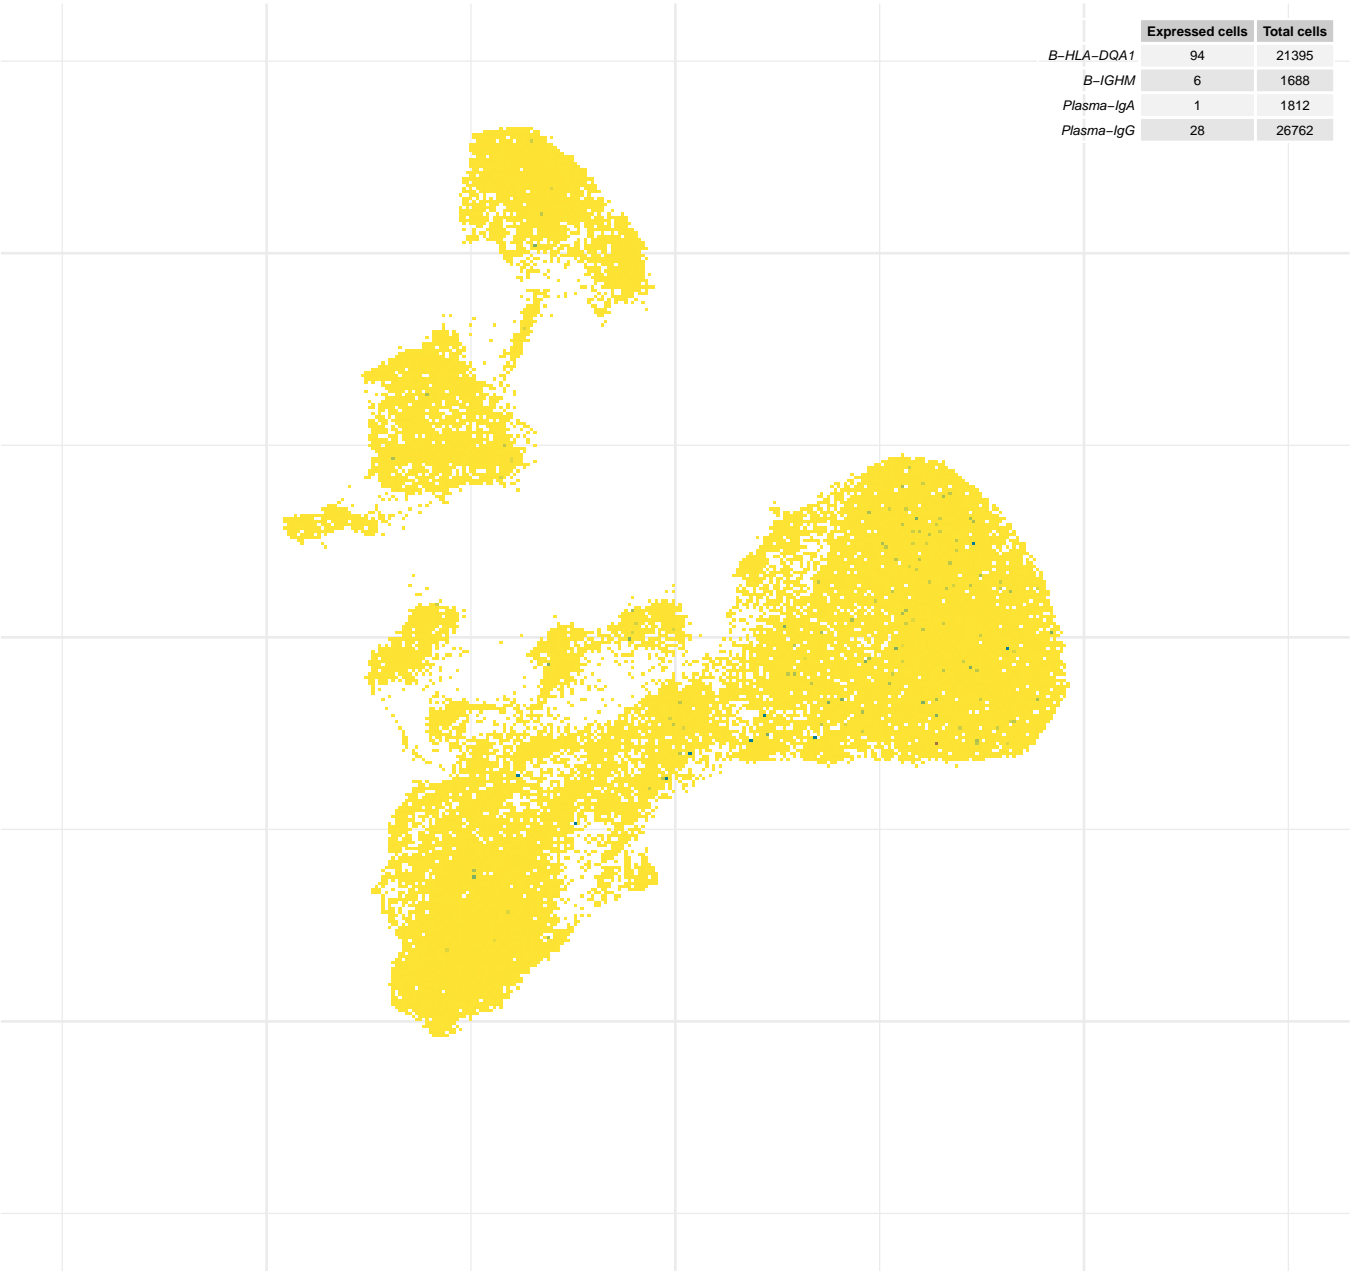 Expressed cells Total cells
B−HLA−DQA1 94 21395
B−IGHM 6 1688
Plasma−IgA 1 1812
Plasma−IgG 28 26762